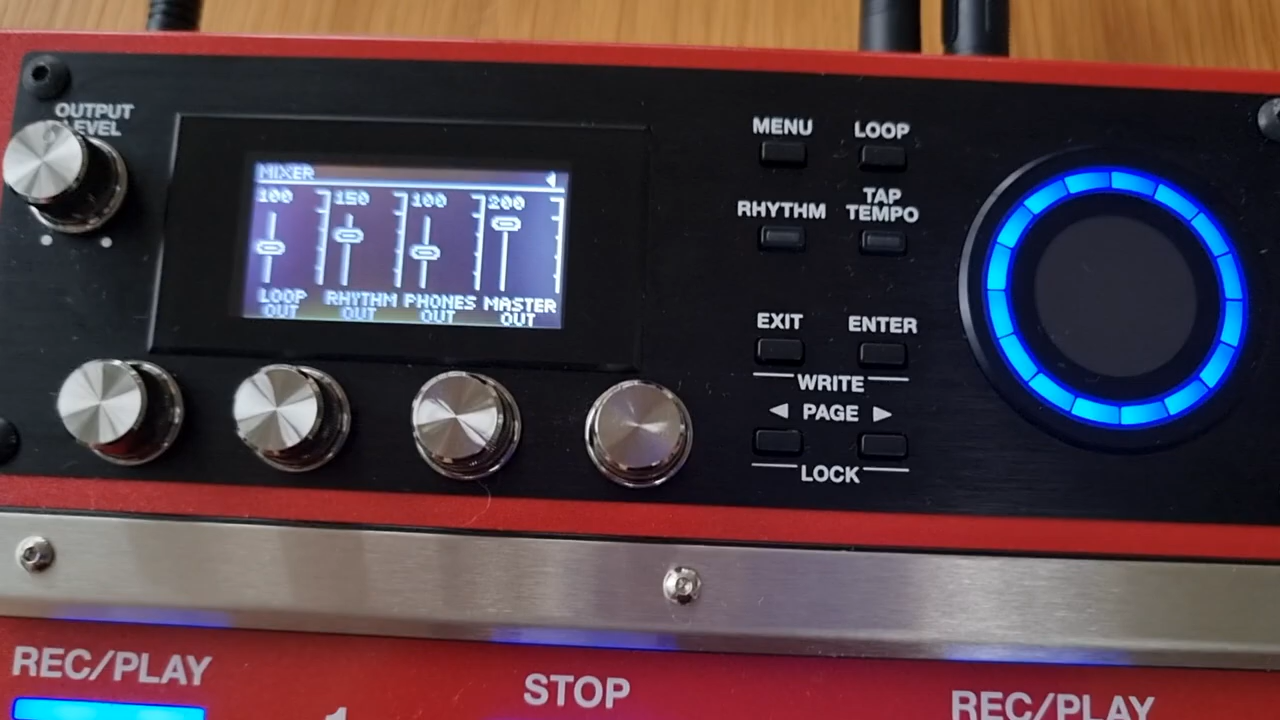 OUTPUT
LEVEL
MIXER
100 150 100 200
LOOP RHYTHM PHONES MASTER
OUT OUT OUT OUT
MENU LOOP
RHYTHM TAP
TEMPO
EXIT ENTER
WRITE
◀ PAGE ▶
LOCK
REC/PLAY
STOP
REC/PLAY
1